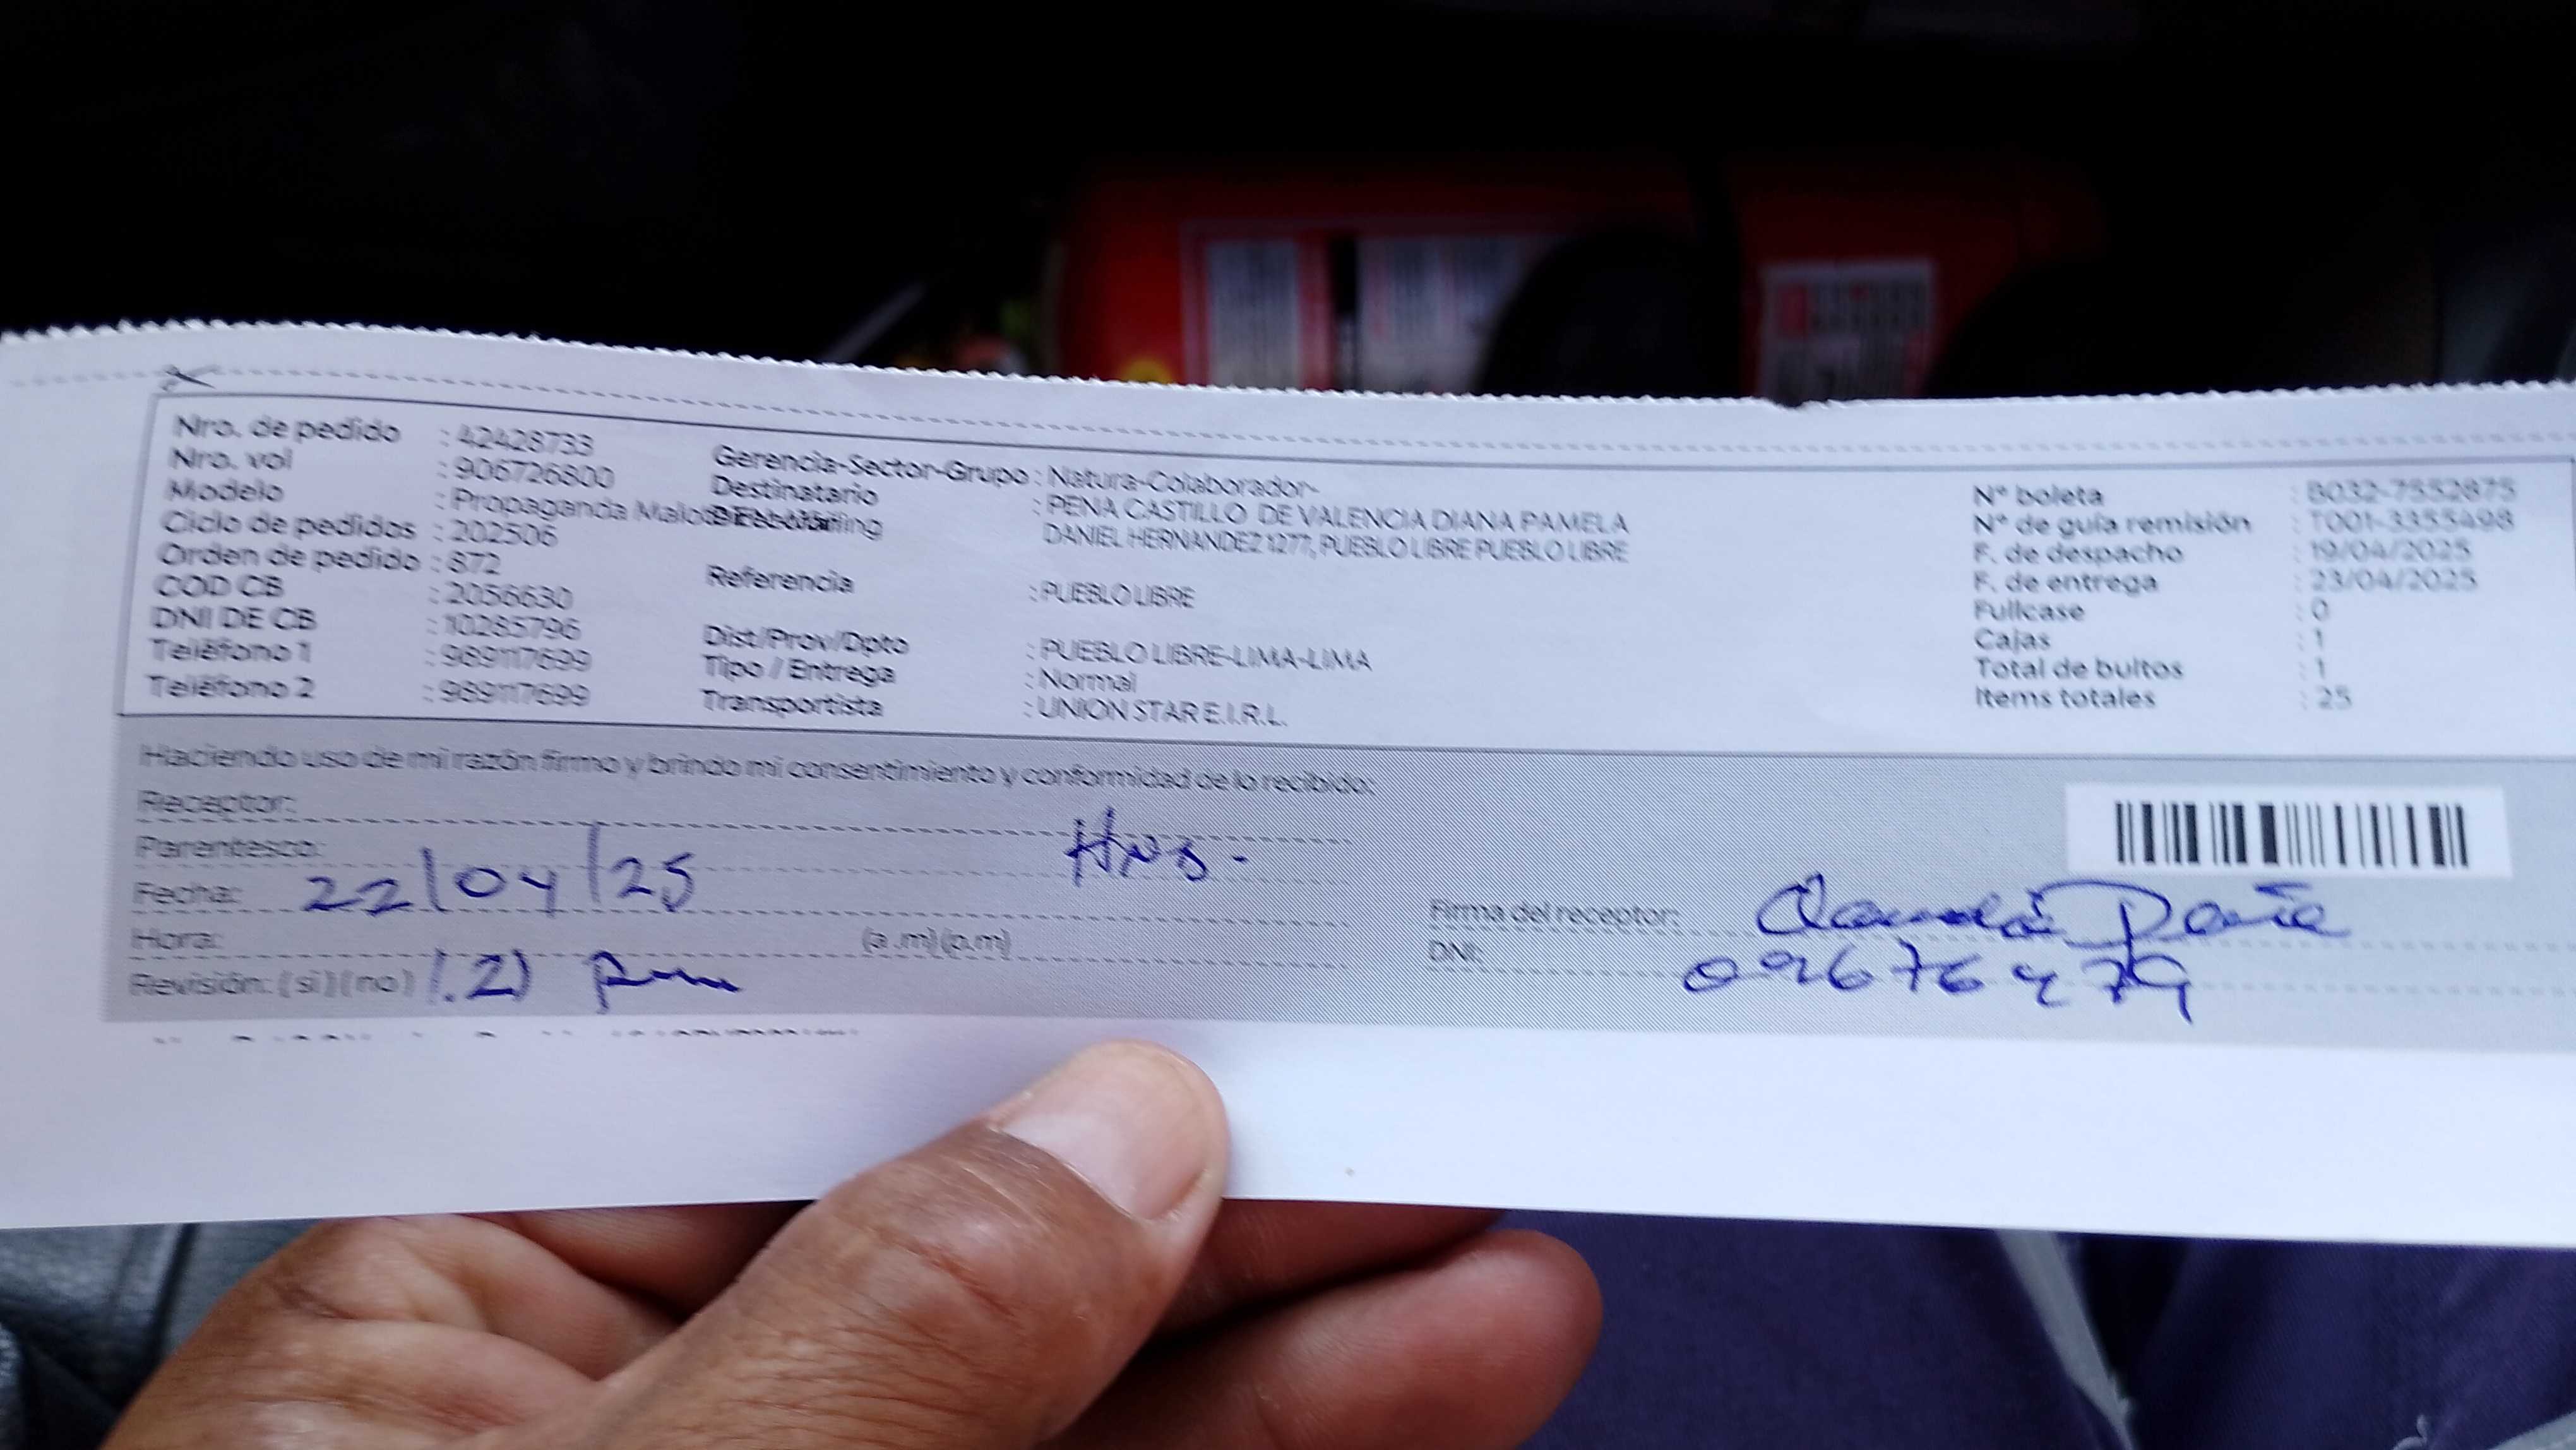 Nro. de pedido : 42428733
Nro. vol : 906726800
Modelo : Propaganda
Ciclo de pedidos : 202506
Orden de pedido : 872
COD CB : 2056630
DNI DE CB : 10285796
Teléfono 1 : 989117699
Teléfono 2 : 989117699
Gerencia-Sector-Grupo : Natura-Colaborador-
Destinatario : PENA CASTILLO DE VALENCIA DIANA PAMELA
DANIEL HERNANDEZ 1277, PUEBLO LIBRE PUEBLO LIBRE
Referencia : PUEBLO LIBRE
Dist/Prov/Dpto : PUEBLO LIBRE-LIMA-LIMA
Tipo / Entrega : Normal
Transportista : UNION STAR E.I.R.L.
N° boleta : B032-7552875
N° de guía remisión : T001-3355498
F. de despacho : 19/04/2025
F. de entrega : 23/04/2025
Fullcase : 0
Cajas : 1
Total de bultos : 1
Items totales : 25
Haciendo uso de mi razón firmo y brindo mi consentimiento y conformidad de lo recibido:
Receptor:
Parentesco:
Fecha: 22/04/25
Hora: (a.m)(p.m)
Revisión: (si)(no) 1.21 pm
Firma del receptor: Peña
DNI: 09676479